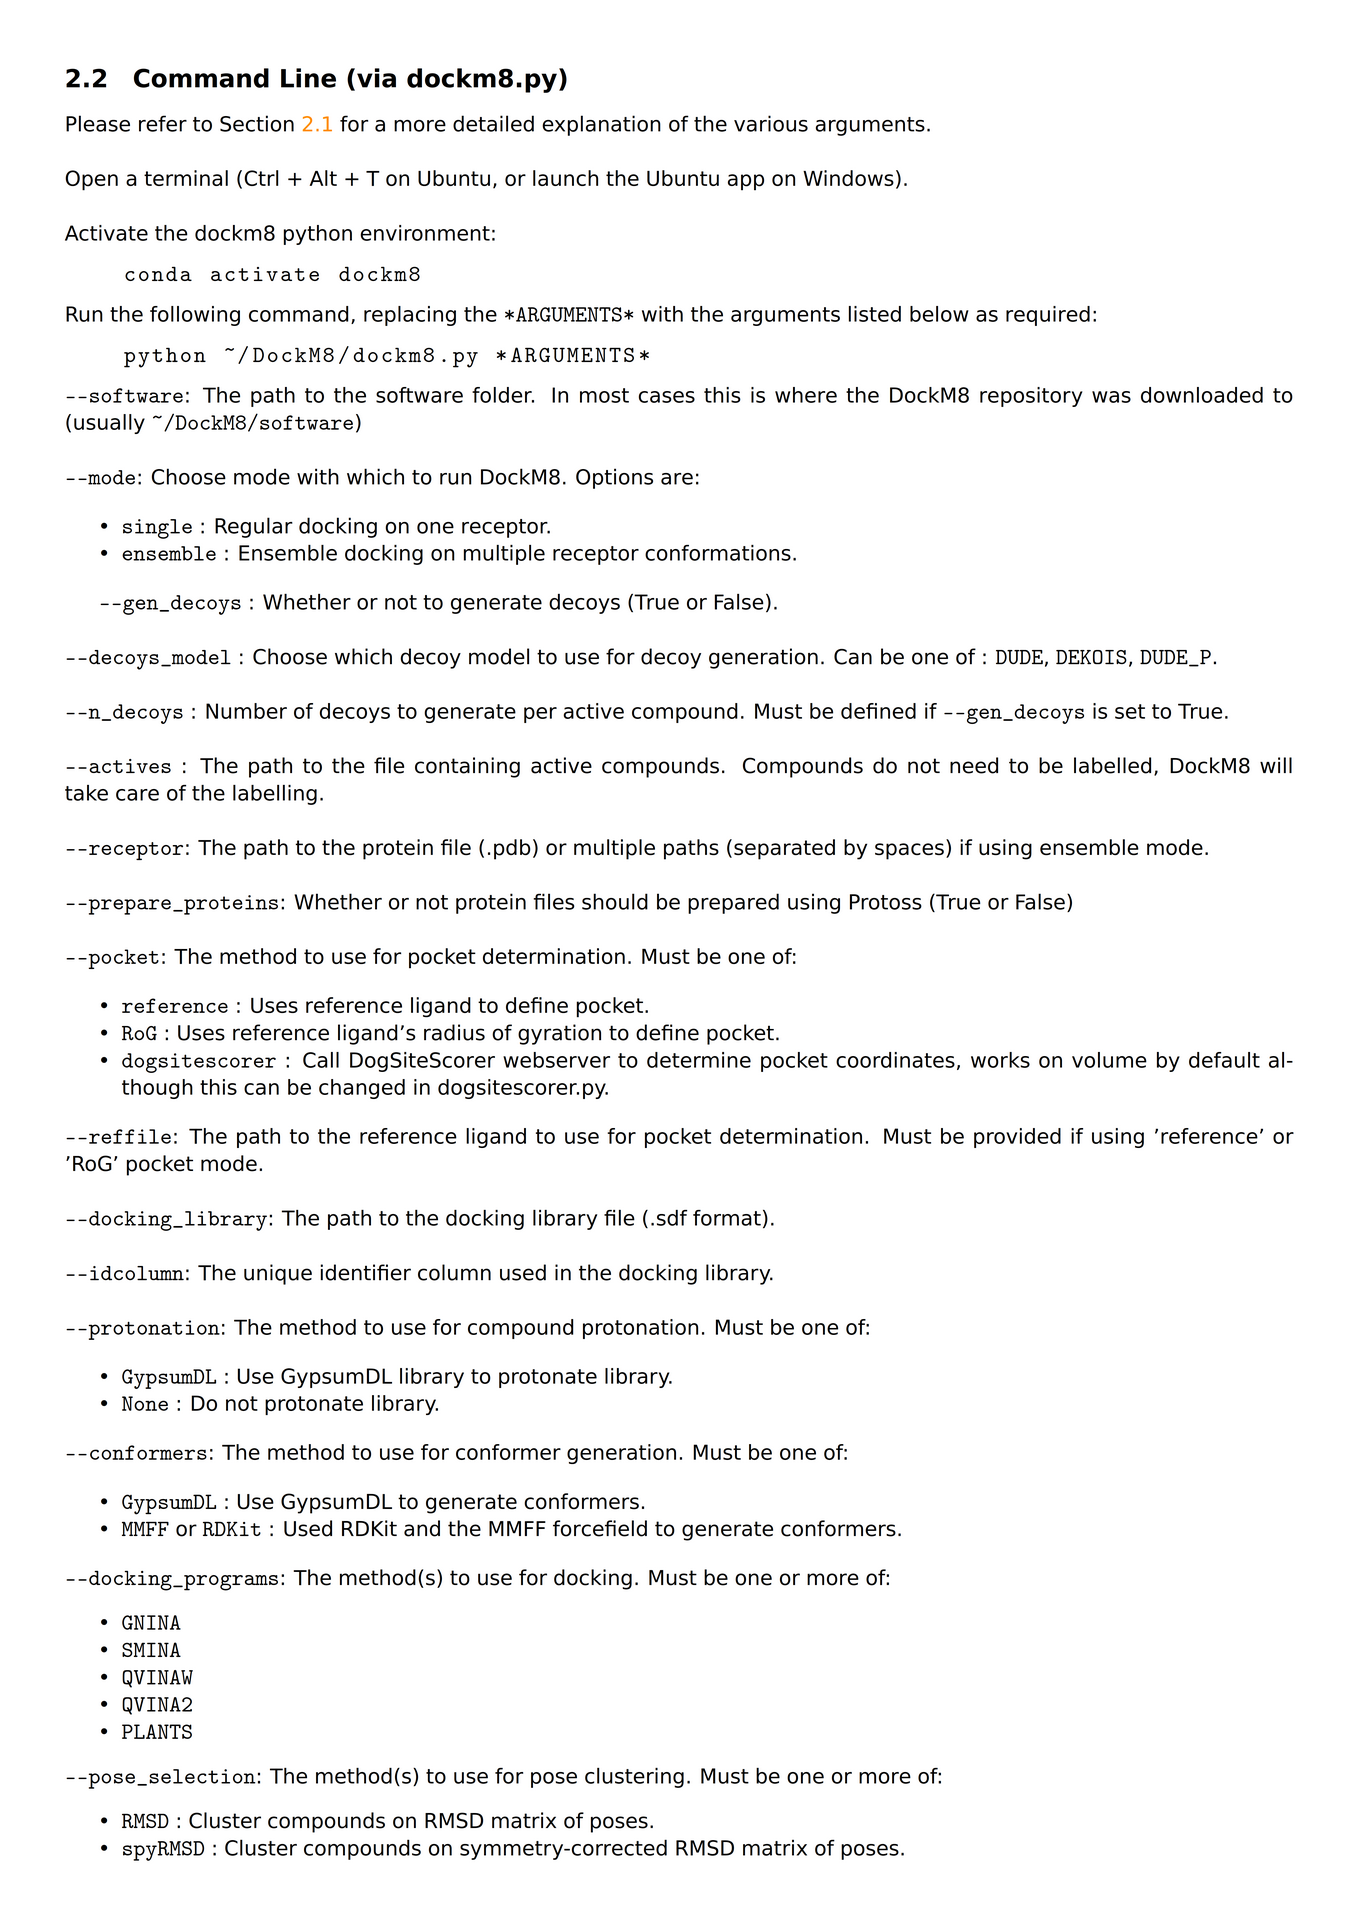 2.2 Command Line (via dockm8.py)
Please refer to Section 2.1 for a more detailed explanation of the various arguments.
Open a terminal (Ctrl + Alt + T on Ubuntu, or launch the Ubuntu app on Windows).
Activate the dockm8 python environment:
conda activate dockm8
Run the following command, replacing the *ARGUMENTS* with the arguments listed below as required:
python ~/DockM8/dockm8.py *ARGUMENTS*
--software: The path to the software folder. In most cases this is where the DockM8 repository was downloaded to
(usually ~/DockM8/software)
--mode: Choose mode with which to run DockM8. Options are:
• single : Regular docking on one receptor.
• ensemble : Ensemble docking on multiple receptor conformations.
--gen_decoys : Whether or not to generate decoys (True or False).
--decoys_model : Choose which decoy model to use for decoy generation. Can be one of : DUDE, DEKOIS, DUDE_P.
--n_decoys : Number of decoys to generate per active compound. Must be defined if --gen_decoys is set to True.
--actives : The path to the file containing active compounds. Compounds do not need to be labelled, DockM8 will
take care of the labelling.
--receptor: The path to the protein file (.pdb) or multiple paths (separated by spaces) if using ensemble mode.
--prepare_proteins: Whether or not protein files should be prepared using Protoss (True or False)
--pocket: The method to use for pocket determination. Must be one of:
• reference : Uses reference ligand to define pocket.
• RoG : Uses reference ligand’s radius of gyration to define pocket.
• dogsitescorer : Call DogSiteScorer webserver to determine pocket coordinates, works on volume by default al-
though this can be changed in dogsitescorer.py.
--reffile: The path to the reference ligand to use for pocket determination. Must be provided if using ’reference’ or
’RoG’ pocket mode.
--docking_library: The path to the docking library file (.sdf format).
--idcolumn: The unique identifier column used in the docking library.
--protonation: The method to use for compound protonation. Must be one of:
• GypsumDL : Use GypsumDL library to protonate library.
• None : Do not protonate library.
--conformers: The method to use for conformer generation. Must be one of:
• GypsumDL : Use GypsumDL to generate conformers.
• MMFF or RDKit : Used RDKit and the MMFF forcefield to generate conformers.
--docking_programs: The method(s) to use for docking. Must be one or more of:
• GNINA
• SMINA
• QVINAW
• QVINA2
• PLANTS
--pose_selection: The method(s) to use for pose clustering. Must be one or more of:
• RMSD : Cluster compounds on RMSD matrix of poses.
• spyRMSD : Cluster compounds on symmetry-corrected RMSD matrix of poses.